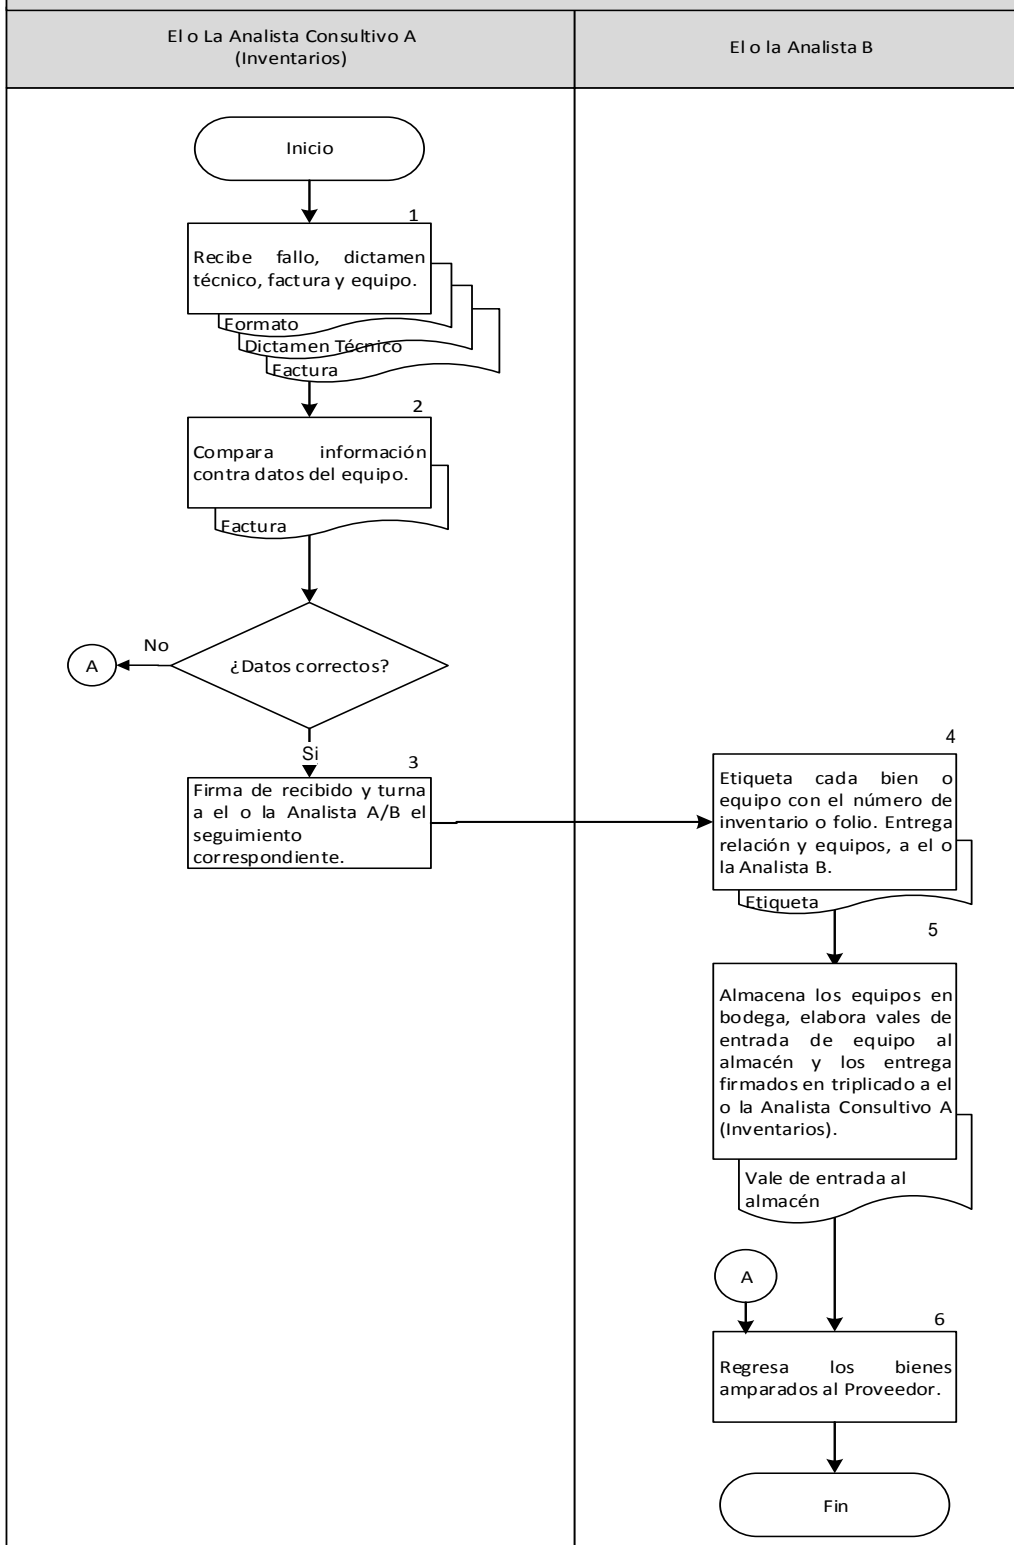 El o La Analista Consultivo A
(Inventarios)
El o la Analista B
Inicio
1
Recibe fallo, dictamen
técnico, factura y equipo.
Formato
Dictamen Técnico
Factura
2
Compara información
contra datos del equipo.
Factura
¿Datos correctos?
No
A
Si
3
Firma de recibido y turna
a el o la Analista A/B el
seguimiento
correspondiente.
4
Etiqueta cada bien o
equipo con el número de
inventario o folio. Entrega
relación y equipos, a el o
la Analista B.
Etiqueta
5
Almacena los equipos en
bodega, elabora vales de
entrada de equipo al
almacén y los entrega
firmados en triplicado a el
o la Analista Consultivo A
(Inventarios).
Vale de entrada al
almacén
A
6
Regresa los bienes
amparados al Proveedor.
Fin